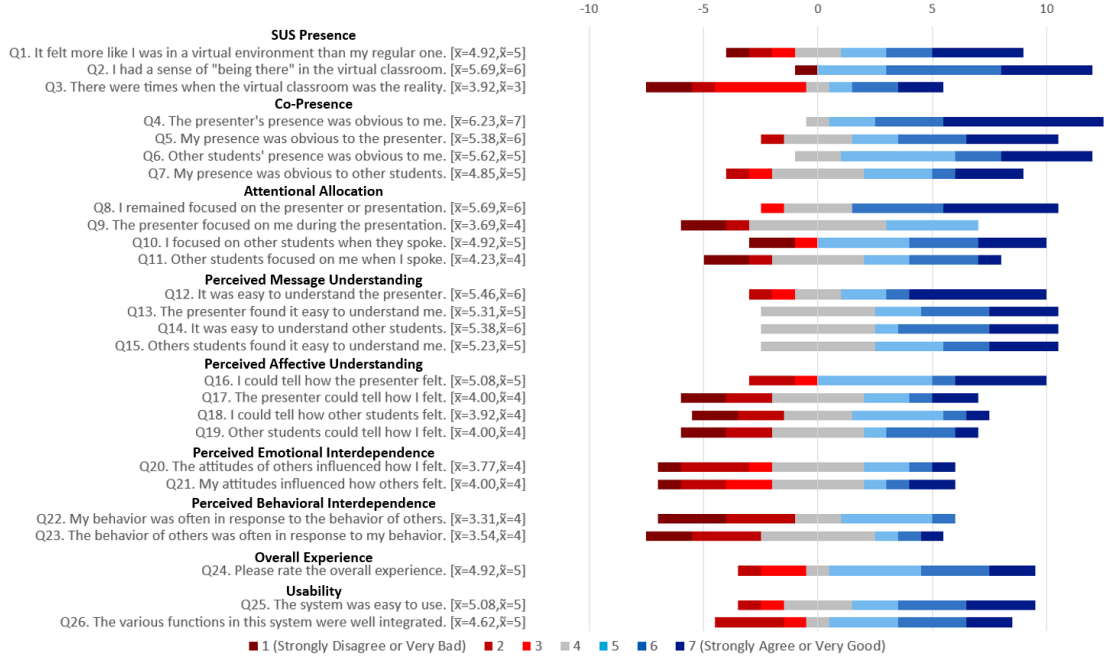 -10 -5 0 5 10
SUS Presence
Q1. It felt more like I was in a virtual environment than my regular one. [x̅=4.92,x̃=5]
Q2. I had a sense of "being there" in the virtual classroom. [x̅=5.69,x̃=6]
Q3. There were times when the virtual classroom was the reality. [x̅=3.92,x̃=3]
Co-Presence
Q4. The presenter's presence was obvious to me. [x̅=6.23,x̃=7]
Q5. My presence was obvious to the presenter. [x̅=5.38,x̃=6]
Q6. Other students' presence was obvious to me. [x̅=5.62,x̃=5]
Q7. My presence was obvious to other students. [x̅=4.85,x̃=5]
Attentional Allocation
Q8. I remained focused on the presenter or presentation. [x̅=5.69,x̃=6]
Q9. The presenter focused on me during the presentation. [x̅=3.69,x̃=4]
Q10. I focused on other students when they spoke. [x̅=4.92,x̃=5]
Q11. Other students focused on me when I spoke. [x̅=4.23,x̃=4]
Perceived Message Understanding
Q12. It was easy to understand the presenter. [x̅=5.46,x̃=6]
Q13. The presenter found it easy to understand me. [x̅=5.31,x̃=5]
Q14. It was easy to understand other students. [x̅=5.38,x̃=6]
Q15. Others students found it easy to understand me. [x̅=5.23,x̃=5]
Perceived Affective Understanding
Q16. I could tell how the presenter felt. [x̅=5.08,x̃=5]
Q17. The presenter could tell how I felt. [x̅=4.00,x̃=4]
Q18. I could tell how other students felt. [x̅=3.92,x̃=4]
Q19. Other students could tell how I felt. [x̅=4.00,x̃=4]
Perceived Emotional Interdependence
Q20. The attitudes of others influenced how I felt. [x̅=3.77,x̃=4]
Q21. My attitudes influenced how others felt. [x̅=4.00,x̃=4]
Perceived Behavioral Interdependence
Q22. My behavior was often in response to the behavior of others. [x̅=3.31,x̃=4]
Q23. The behavior of others was often in response to my behavior. [x̅=3.54,x̃=4]
Overall Experience
Q24. Please rate the overall experience. [x̅=4.92,x̃=5]
Usability
Q25. The system was easy to use. [x̅=5.08,x̃=5]
Q26. The various functions in this system were well integrated. [x̅=4.62,x̃=5]
1 (Strongly Disagree or Very Bad) 2 3 4 5 6 7 (Strongly Agree or Very Good)